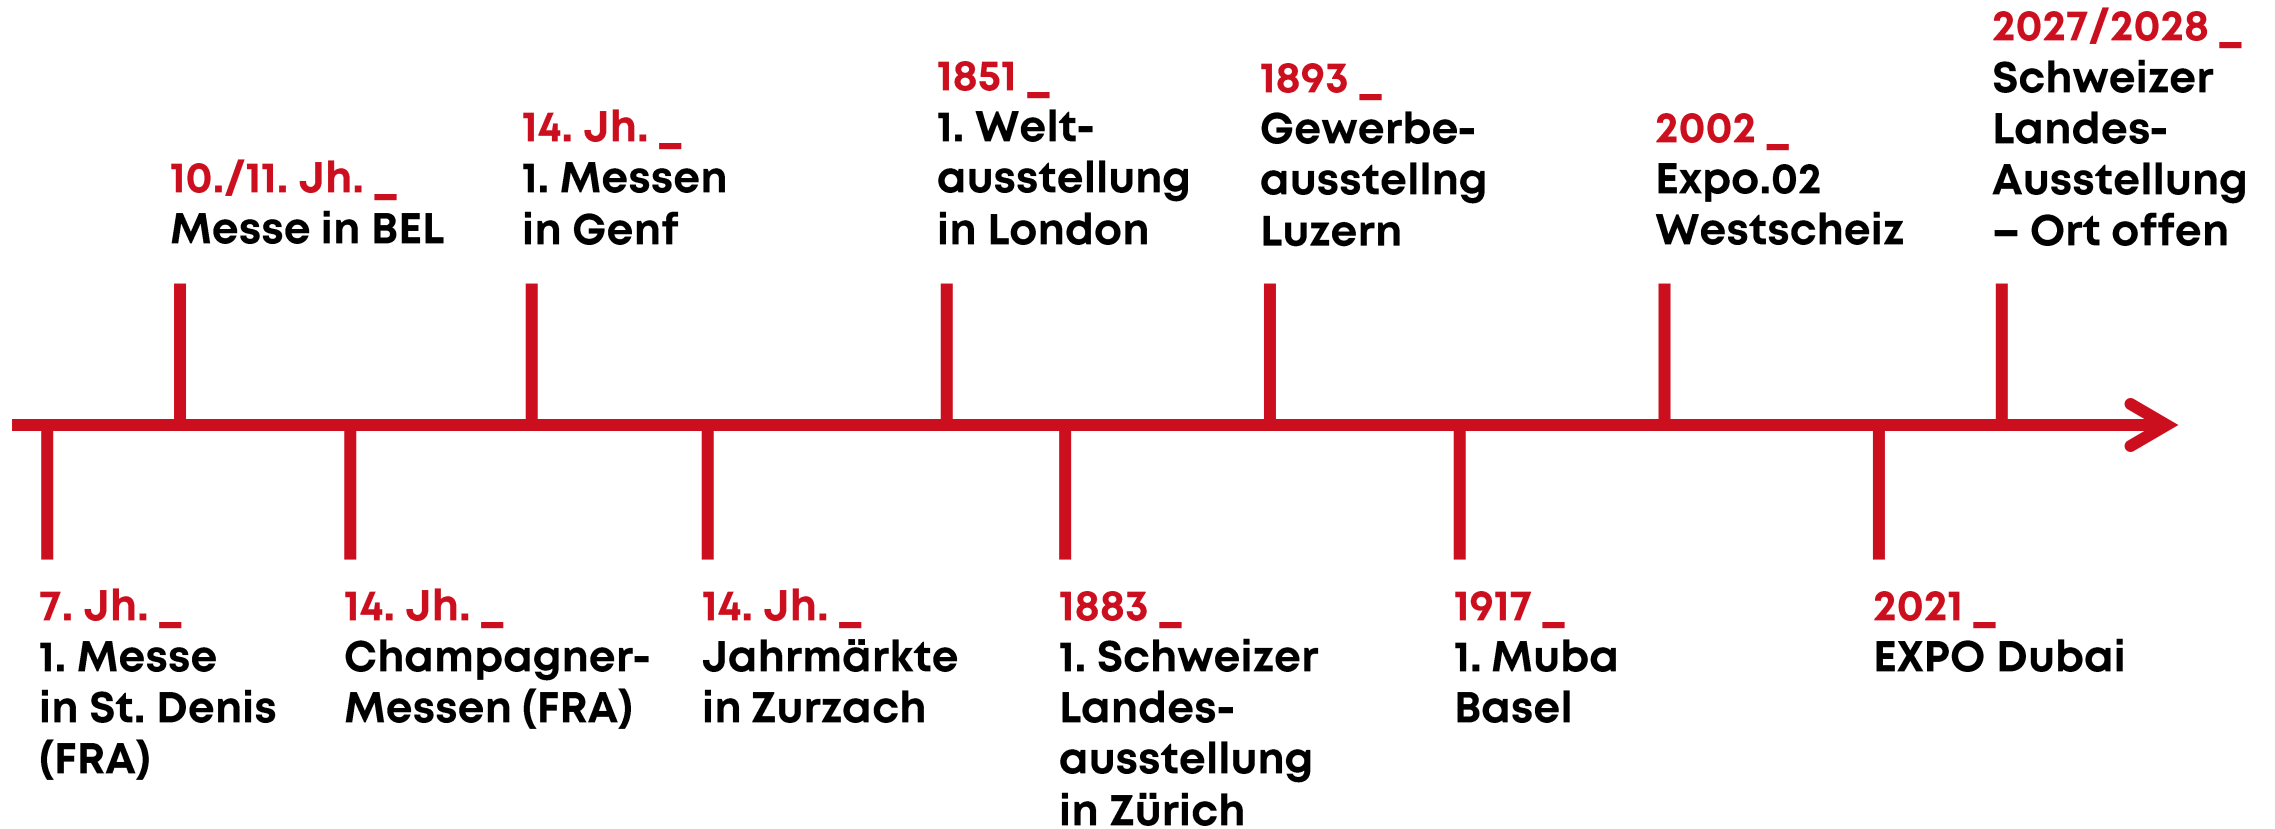 7. Jh. _
1. Messe
in St. Denis
(FRA)
10./11. Jh. _
Messe in BEL
14. Jh. _
Champagner-
Messen (FRA)
14. Jh. _
1. Messen
in Genf
14. Jh. _
Jahrmärkte
in Zurzach
1851 _
1. Welt-
ausstellung
in London
1883 _
1. Schweizer
Landes-
ausstellung
in Zürich
1893 _
Gewerbe-
ausstellng
Luzern
1917 _
1. Muba
Basel
2002 _
Expo.02
Westscheiz
2021 _
EXPO Dubai
2027/2028 _
Schweizer
Landes-
Ausstellung
– Ort offen